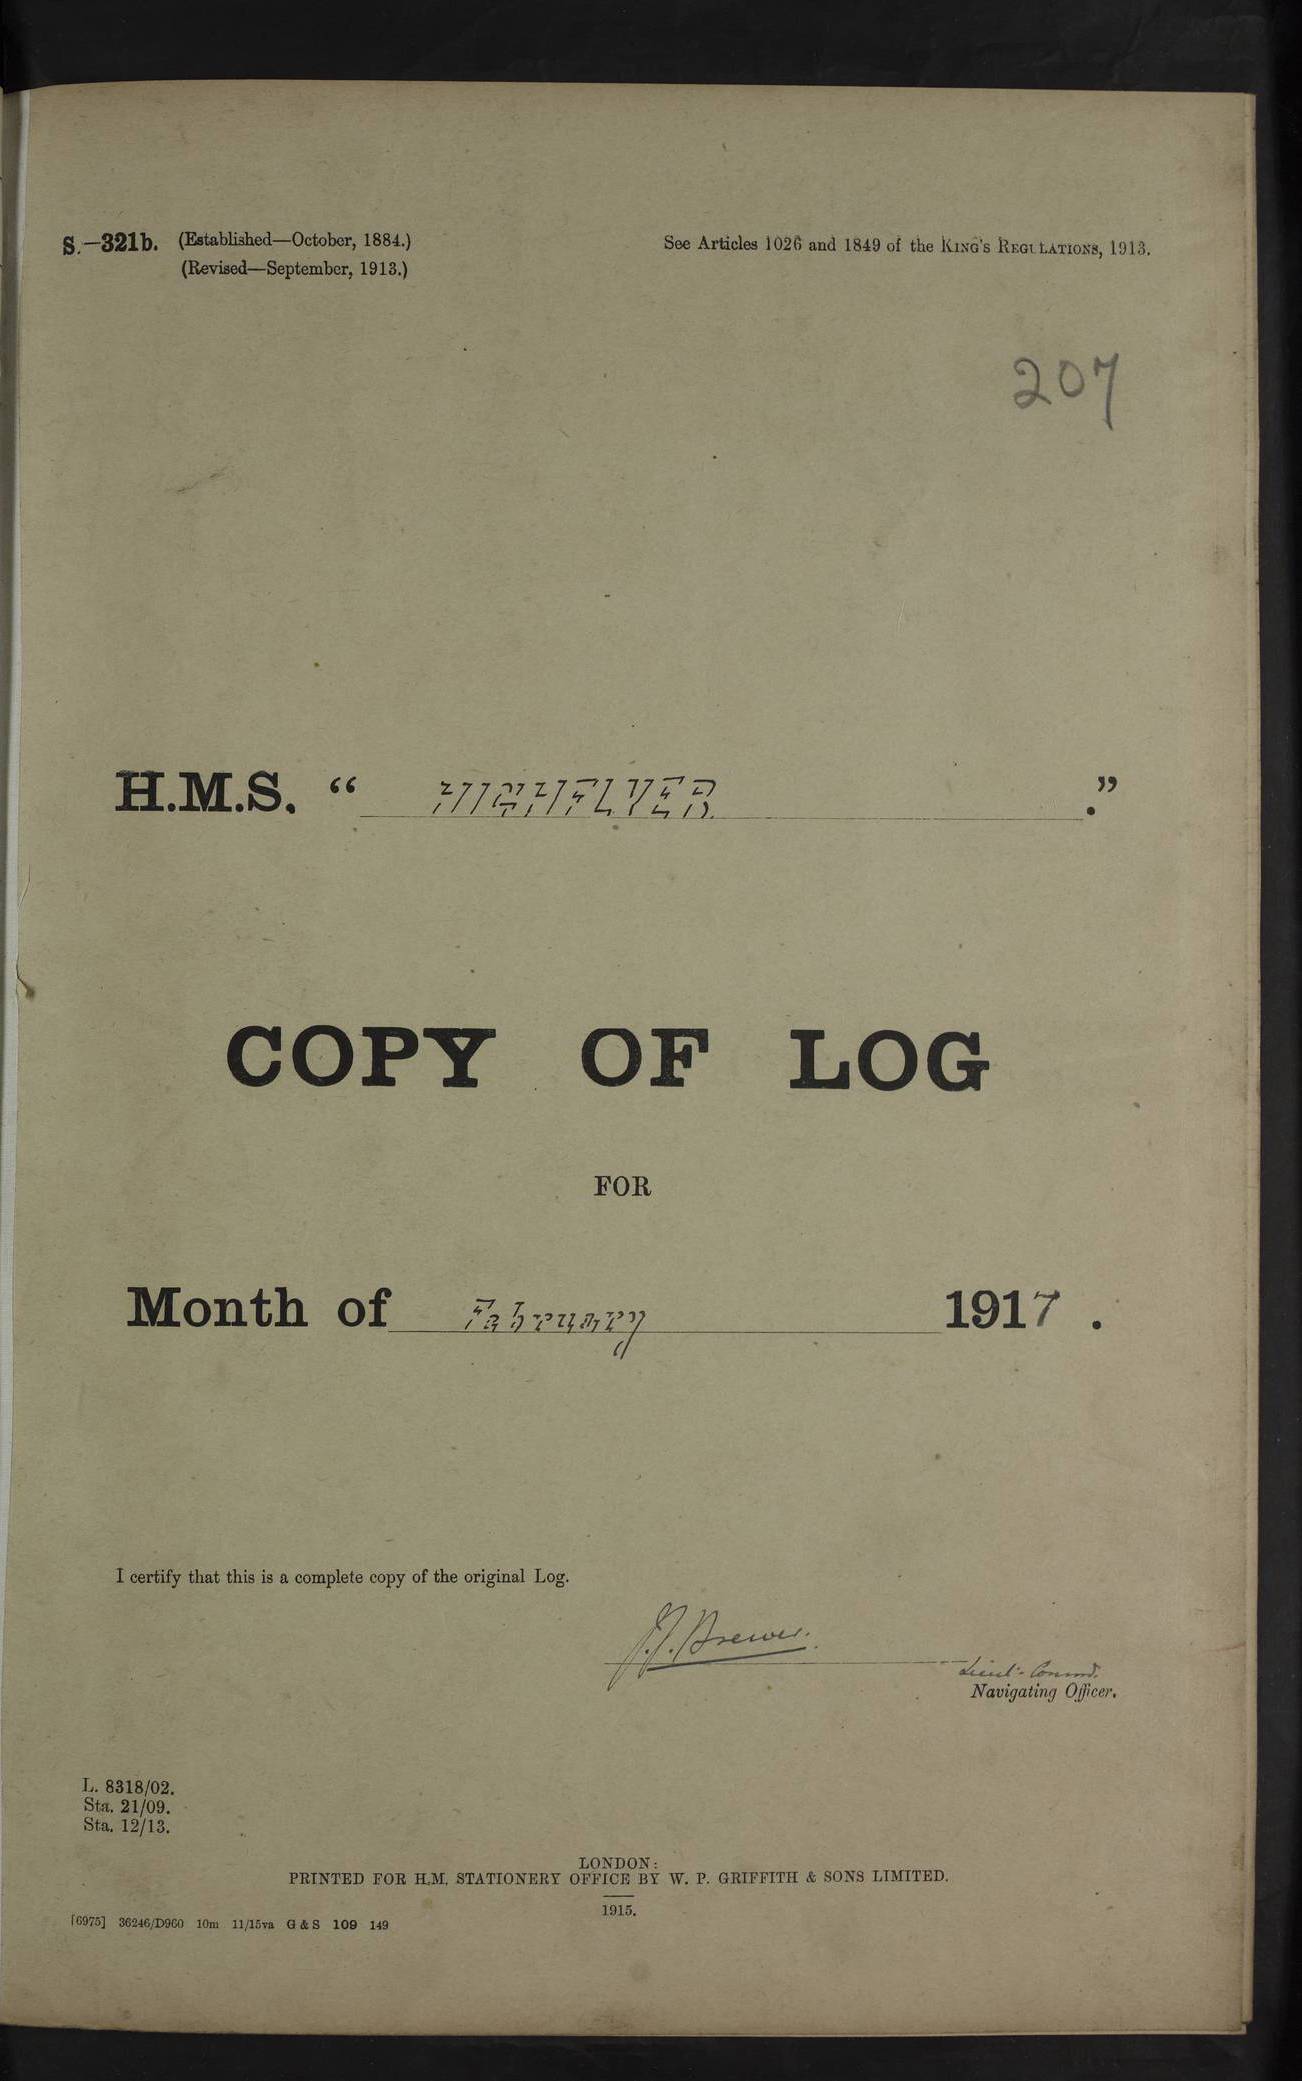 S.—321b. (Established—October, 1884.)
(Revised—September, 1913.)
See Articles 1026 and 1849 of the KING'S REGULATIONS, 1913.
207
H.M.S. “ HIGHFLYER .”
COPY OF LOG
FOR
Month of February 1917 .
I certify that this is a complete copy of the original Log.
J.J. Brewer.
Lieut.- Commd.
Navigating Officer.
L. 8318/02.
Sta. 21/09.
Sta. 12/13.
LONDON:
PRINTED FOR H.M. STATIONERY OFFICE BY W. P. GRIFFITH & SONS LIMITED.
1915.
[6975] 36246/D960 10m 11/15va G & S 109 149